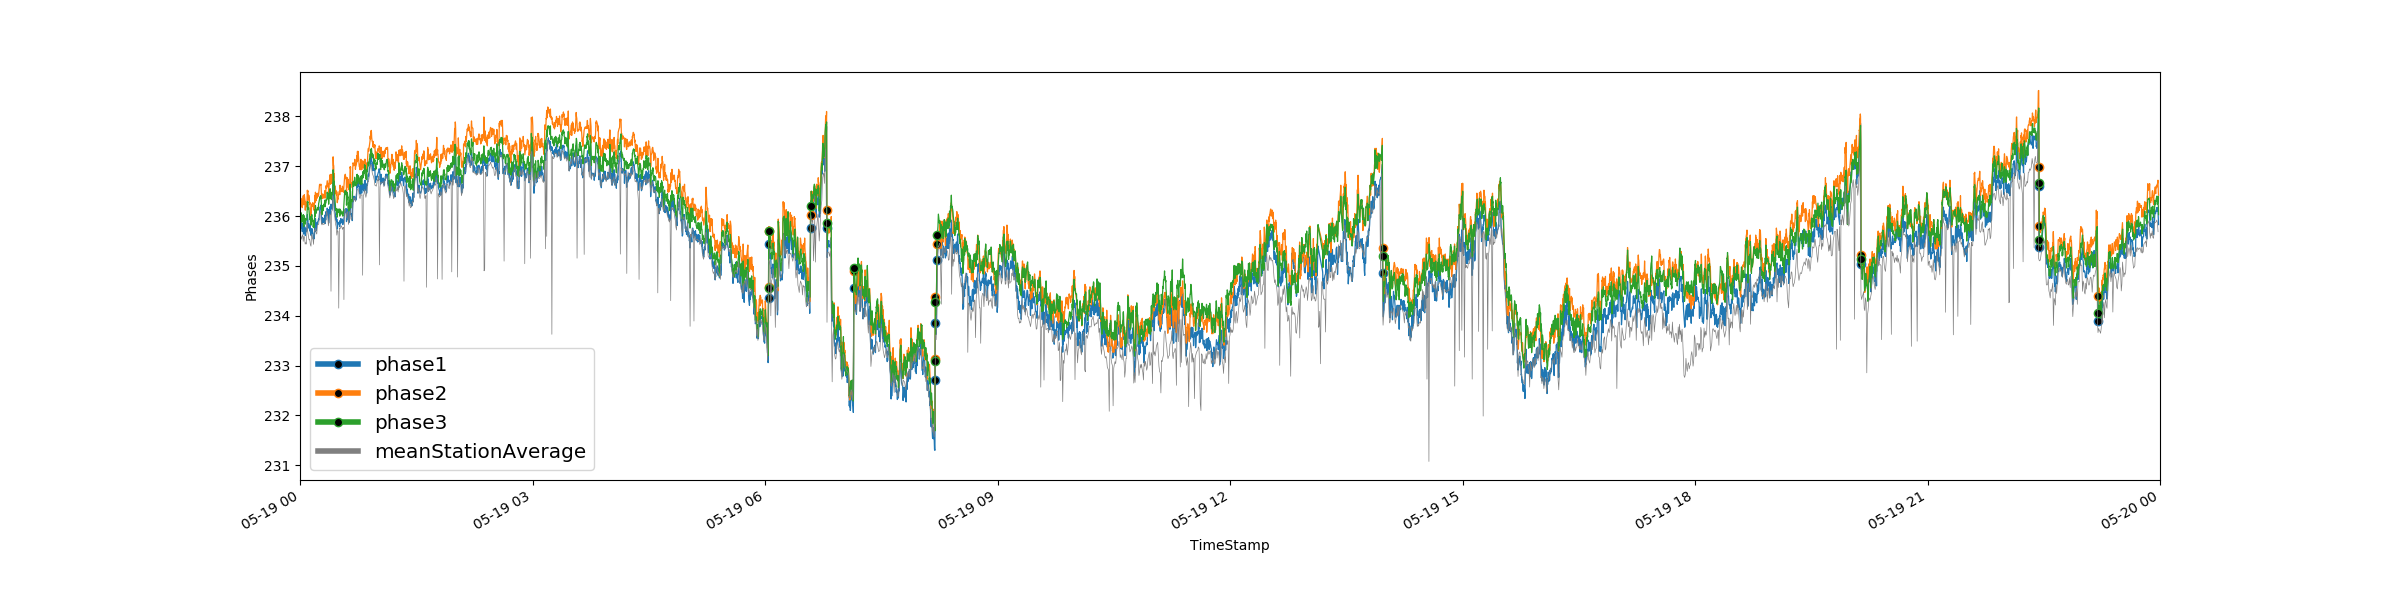 238
237
236
235
234
233
232
231
Phases
phase1
phase2
phase3
meanStationAverage
05-19 00
05-19 03
05-19 06
05-19 09
05-19 12
05-19 15
05-19 18
05-19 21
05-20 00
TimeStamp